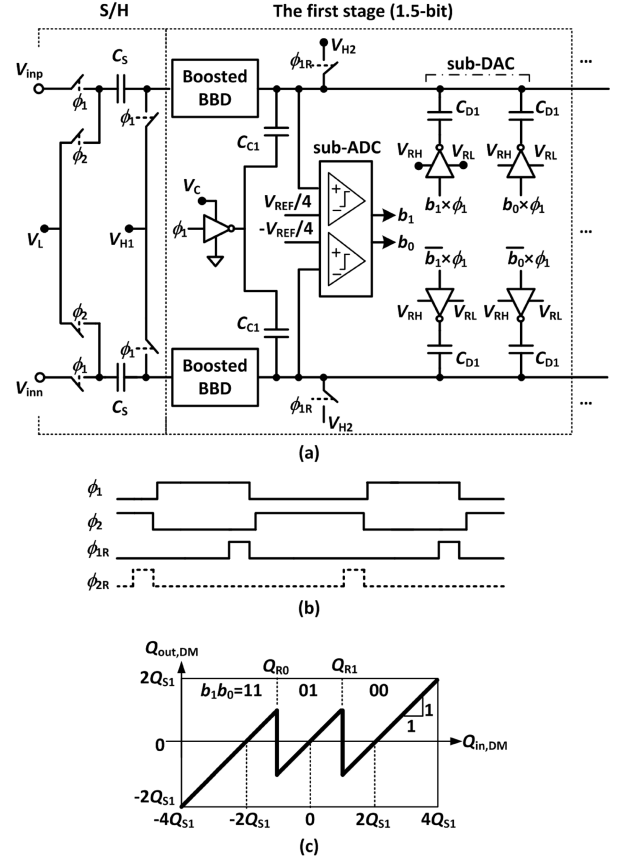 S/H The first stage (1.5-bit)
V_inp ϕ1 C_S Boosted BBD ϕ1R V_H2 sub-DAC ...
ϕ1 C_C1 C_D1 C_D1
ϕ2 sub-ADC
V_C V_RH V_RL V_RH V_RL
V_REF/4 b1×ϕ1 b0×ϕ1
V_L V_H1 ϕ1 -V_REF/4 b1 b0 ...
b̅1×ϕ1 b̅0×ϕ1
V_RH V_RL V_RH V_RL
ϕ2 ϕ1 C_C1 C_D1 C_D1
V_inn ϕ1 C_S Boosted BBD ϕ1R V_H2 ...
(a)
ϕ1
ϕ2
ϕ1R
ϕ2R
(b)
Q_out,DM
2Q_S1 Q_R0 Q_R1
b1b0=11 01 00
0 1 1 Q_in,DM
-2Q_S1
-4Q_S1 -2Q_S1 0 2Q_S1 4Q_S1
(c)